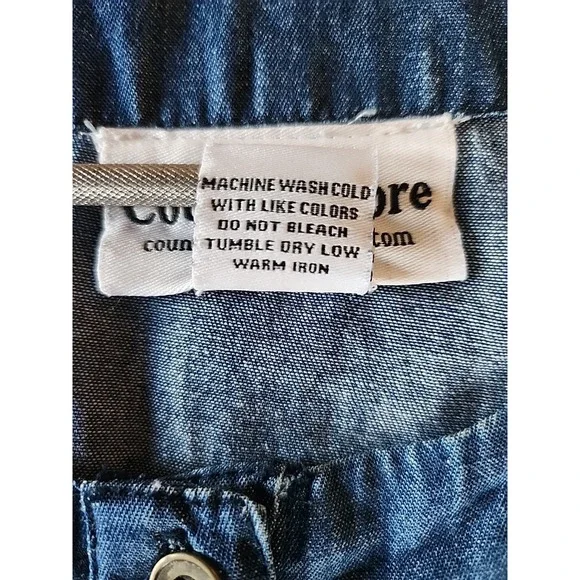 MACHINE WASH COLD
WITH LIKE COLORS
DO NOT BLEACH
TUMBLE DRY LOW
WARM IRON